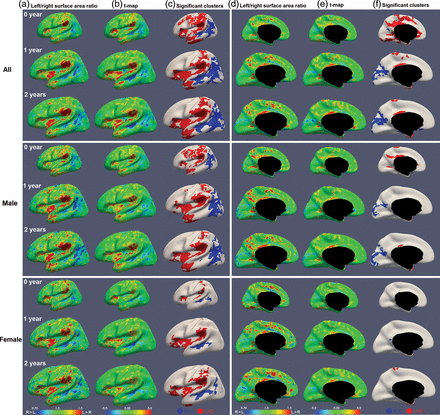 (a) Left/right surface area ratio (b) t-map (c) Significant clusters (d) Left/right surface area ratio (e) t-map (f) Significant clusters
0 year
1 year
All
2 years
0 year
1 year
Male
2 years
0 year
1 year
Female
2 years
R > L L > R R > L L > R